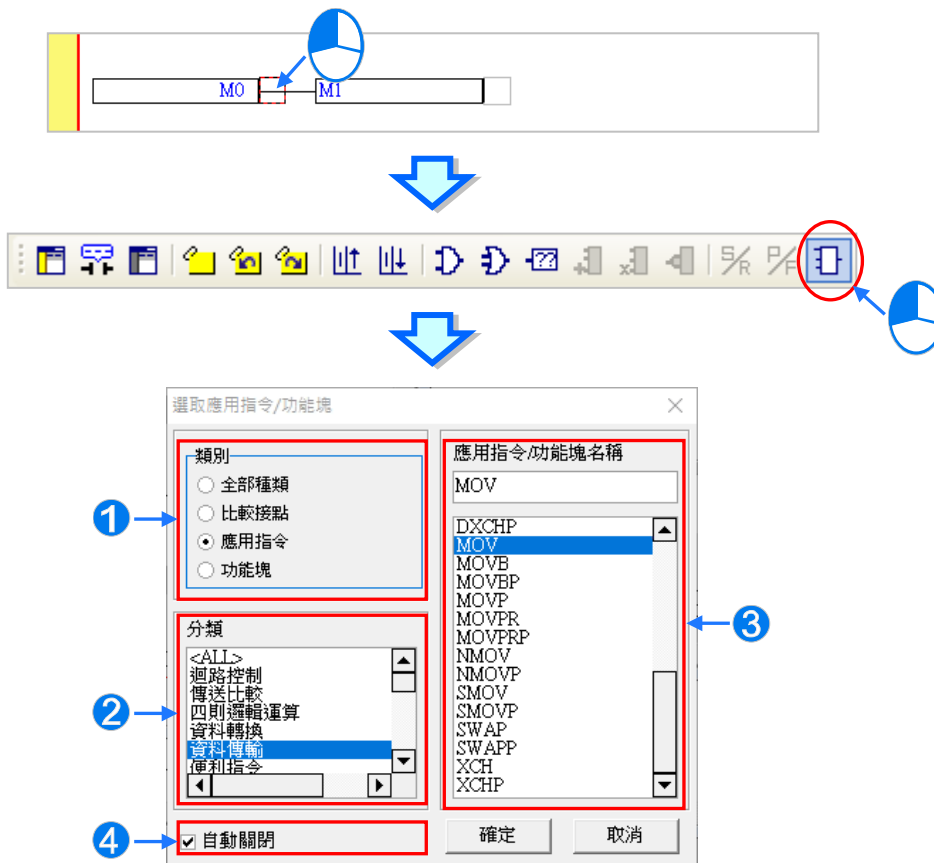 M0 M1
??
S/R P/F
選取應用指令/功能塊
類別
全部種類
比較接點
應用指令
功能塊
1
分類
<ALL>
迴路控制
傳送比較
四則邏輯運算
資料轉換
資料傳輸
便利指令
2
自動關閉
4
應用指令/功能塊名稱
MOV
DXCHP
MOV
MOVB
MOVBP
MOVP
MOVPR
MOVPRP
NMOV
NMOVP
SMOV
SMOVP
SWAP
SWAPP
XCH
XCHP
3
確定
取消